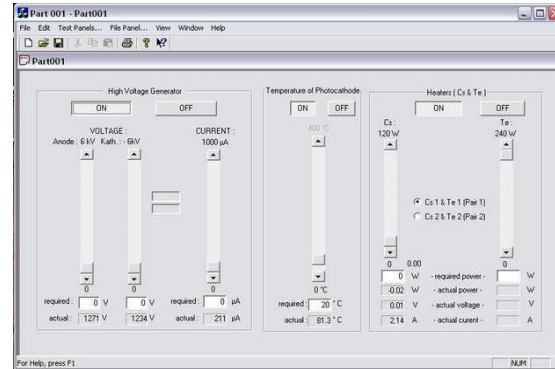 Part 001 - Part001
File Edit Test Panels... File Panel... View Window Help
Part001
High Voltage Generator
ON OFF
VOLTAGE : CURRENT :
Anode : 6 kV Kath. : - 6kV 1000 µA
0 0
required : 0 V 0 V required : 0 µA
actual : 1271 V 1234 V actual : 211 µA
Temperature of Photocathode
ON OFF
400 °C
0 °C
required : 20 ° C
actual : 81.3 ° C
Heaters ( Cs & Te )
ON OFF
Cs : Te :
120 W 240 W
Cs 1 & Te 1 (Pair 1)
Cs 2 & Te 2 (Pair 2)
0 0.00 0
0 W - required power - W
-0.02 W - actual power - W
0.01 V - actual voltage - V
2.14 A - actual curent - A
For Help, press F1
NUM